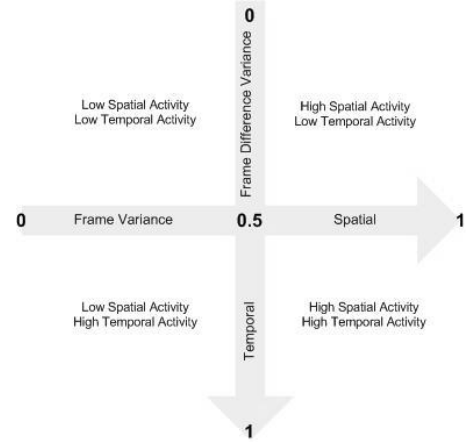 0
Frame Difference Variance
Low Spatial Activity
Low Temporal Activity
High Spatial Activity
Low Temporal Activity
0 Frame Variance 0.5 Spatial 1
Low Spatial Activity
High Temporal Activity
Temporal
High Spatial Activity
High Temporal Activity
1